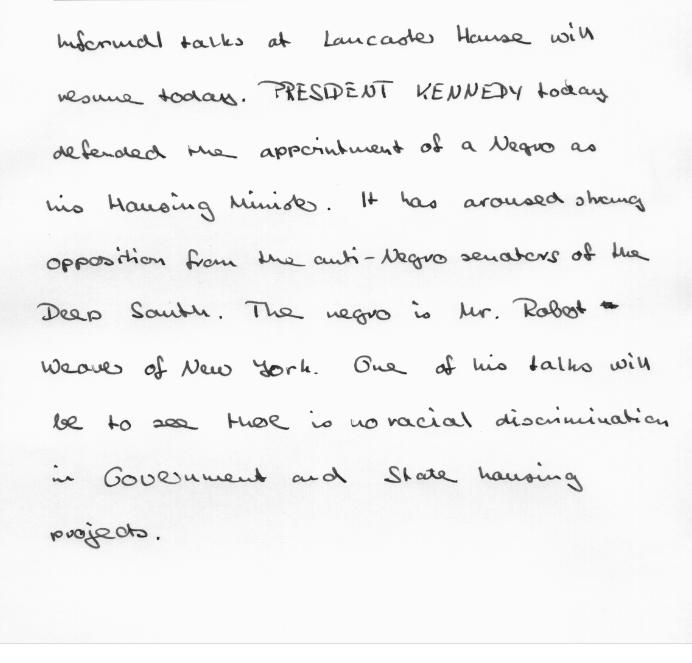 Informal talks at Lancaster House will
resume today. PRESIDENT KENNEDY today
defended the appointment of a Negro as
his Housing Minister. It has aroused strong
opposition from the anti-Negro senators of the
Deep South. The negro is Mr. Robert
Weaver of New York. One of his talks will
be to see there is no racial discrimination
in Government and State housing
projects.